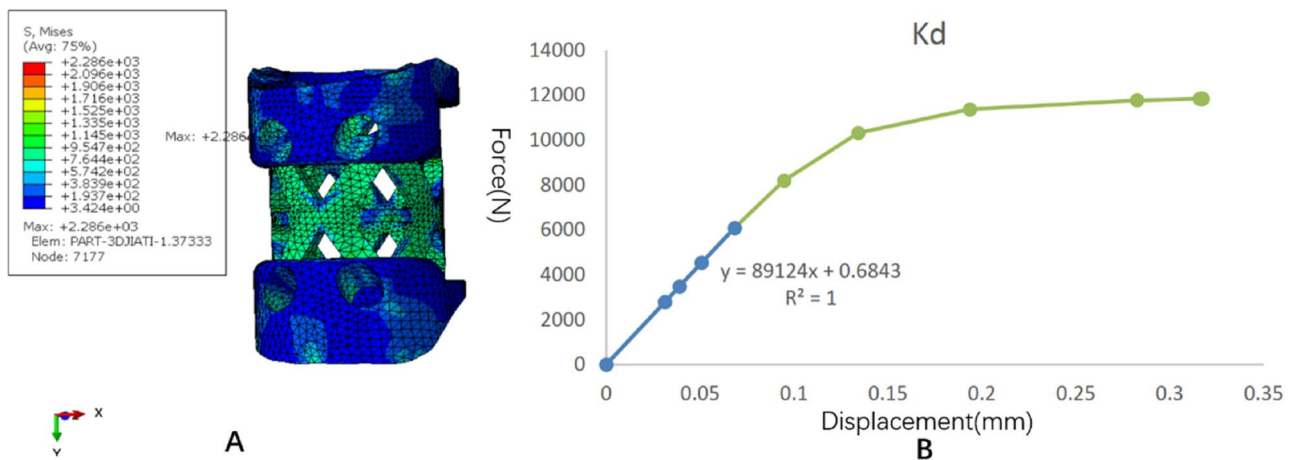 S, Mises
(Avg: 75%)
+2.286e+03
+2.096e+03
+1.906e+03
+1.716e+03
+1.525e+03
+1.335e+03
+1.145e+03
+9.547e+02
+7.644e+02
+5.742e+02
+3.839e+02
+1.937e+02
+3.424e+00
Max: +2.286e+03
Elem: PART-3DJIATI-1.37333
Node: 7177
Max: +2.286e
X
Y
A
Kd
Force(N)
14000
12000
10000
8000
6000
4000
2000
0
y = 89124x + 0.6843
R² = 1
0 0.05 0.1 0.15 0.2 0.25 0.3 0.35
Displacement(mm)
B